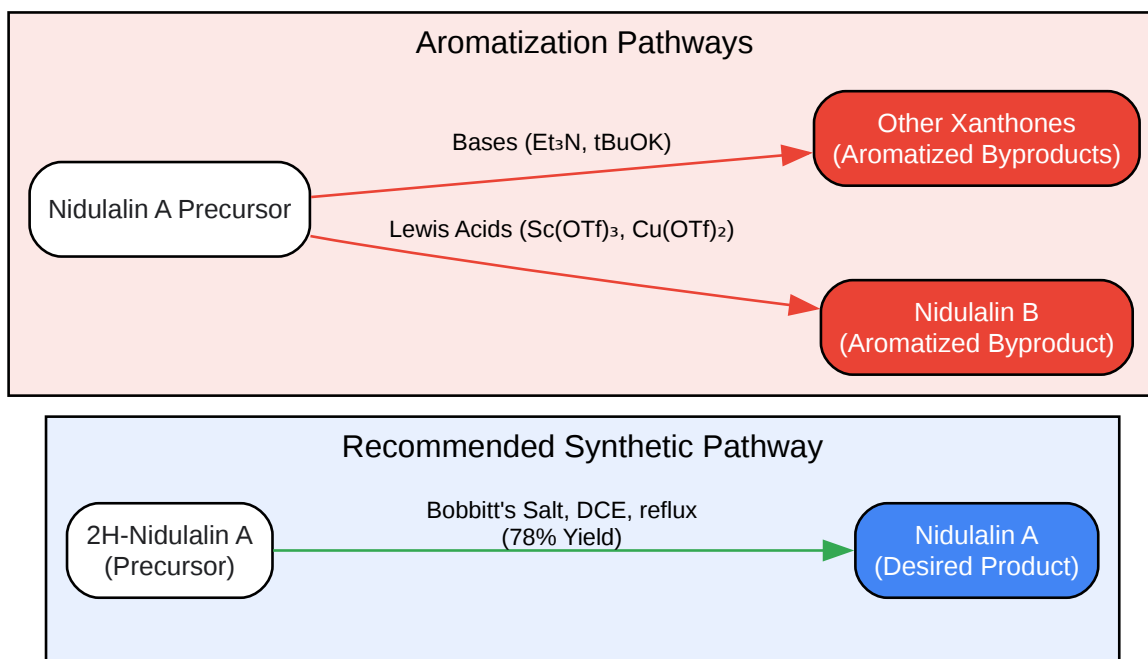 Aromatization Pathways
Other Xanthones
(Aromatized Byproducts)
Bases (Et₃N, tBuOK)
Nidulalin A Precursor
Lewis Acids (Sc(OTf)₃, Cu(OTf)₂)
Nidulalin B
(Aromatized Byproduct)
Recommended Synthetic Pathway
2H-Nidulalin A
(Precursor)
Bobbitt's Salt, DCE, reflux
(78% Yield)
Nidulalin A
(Desired Product)